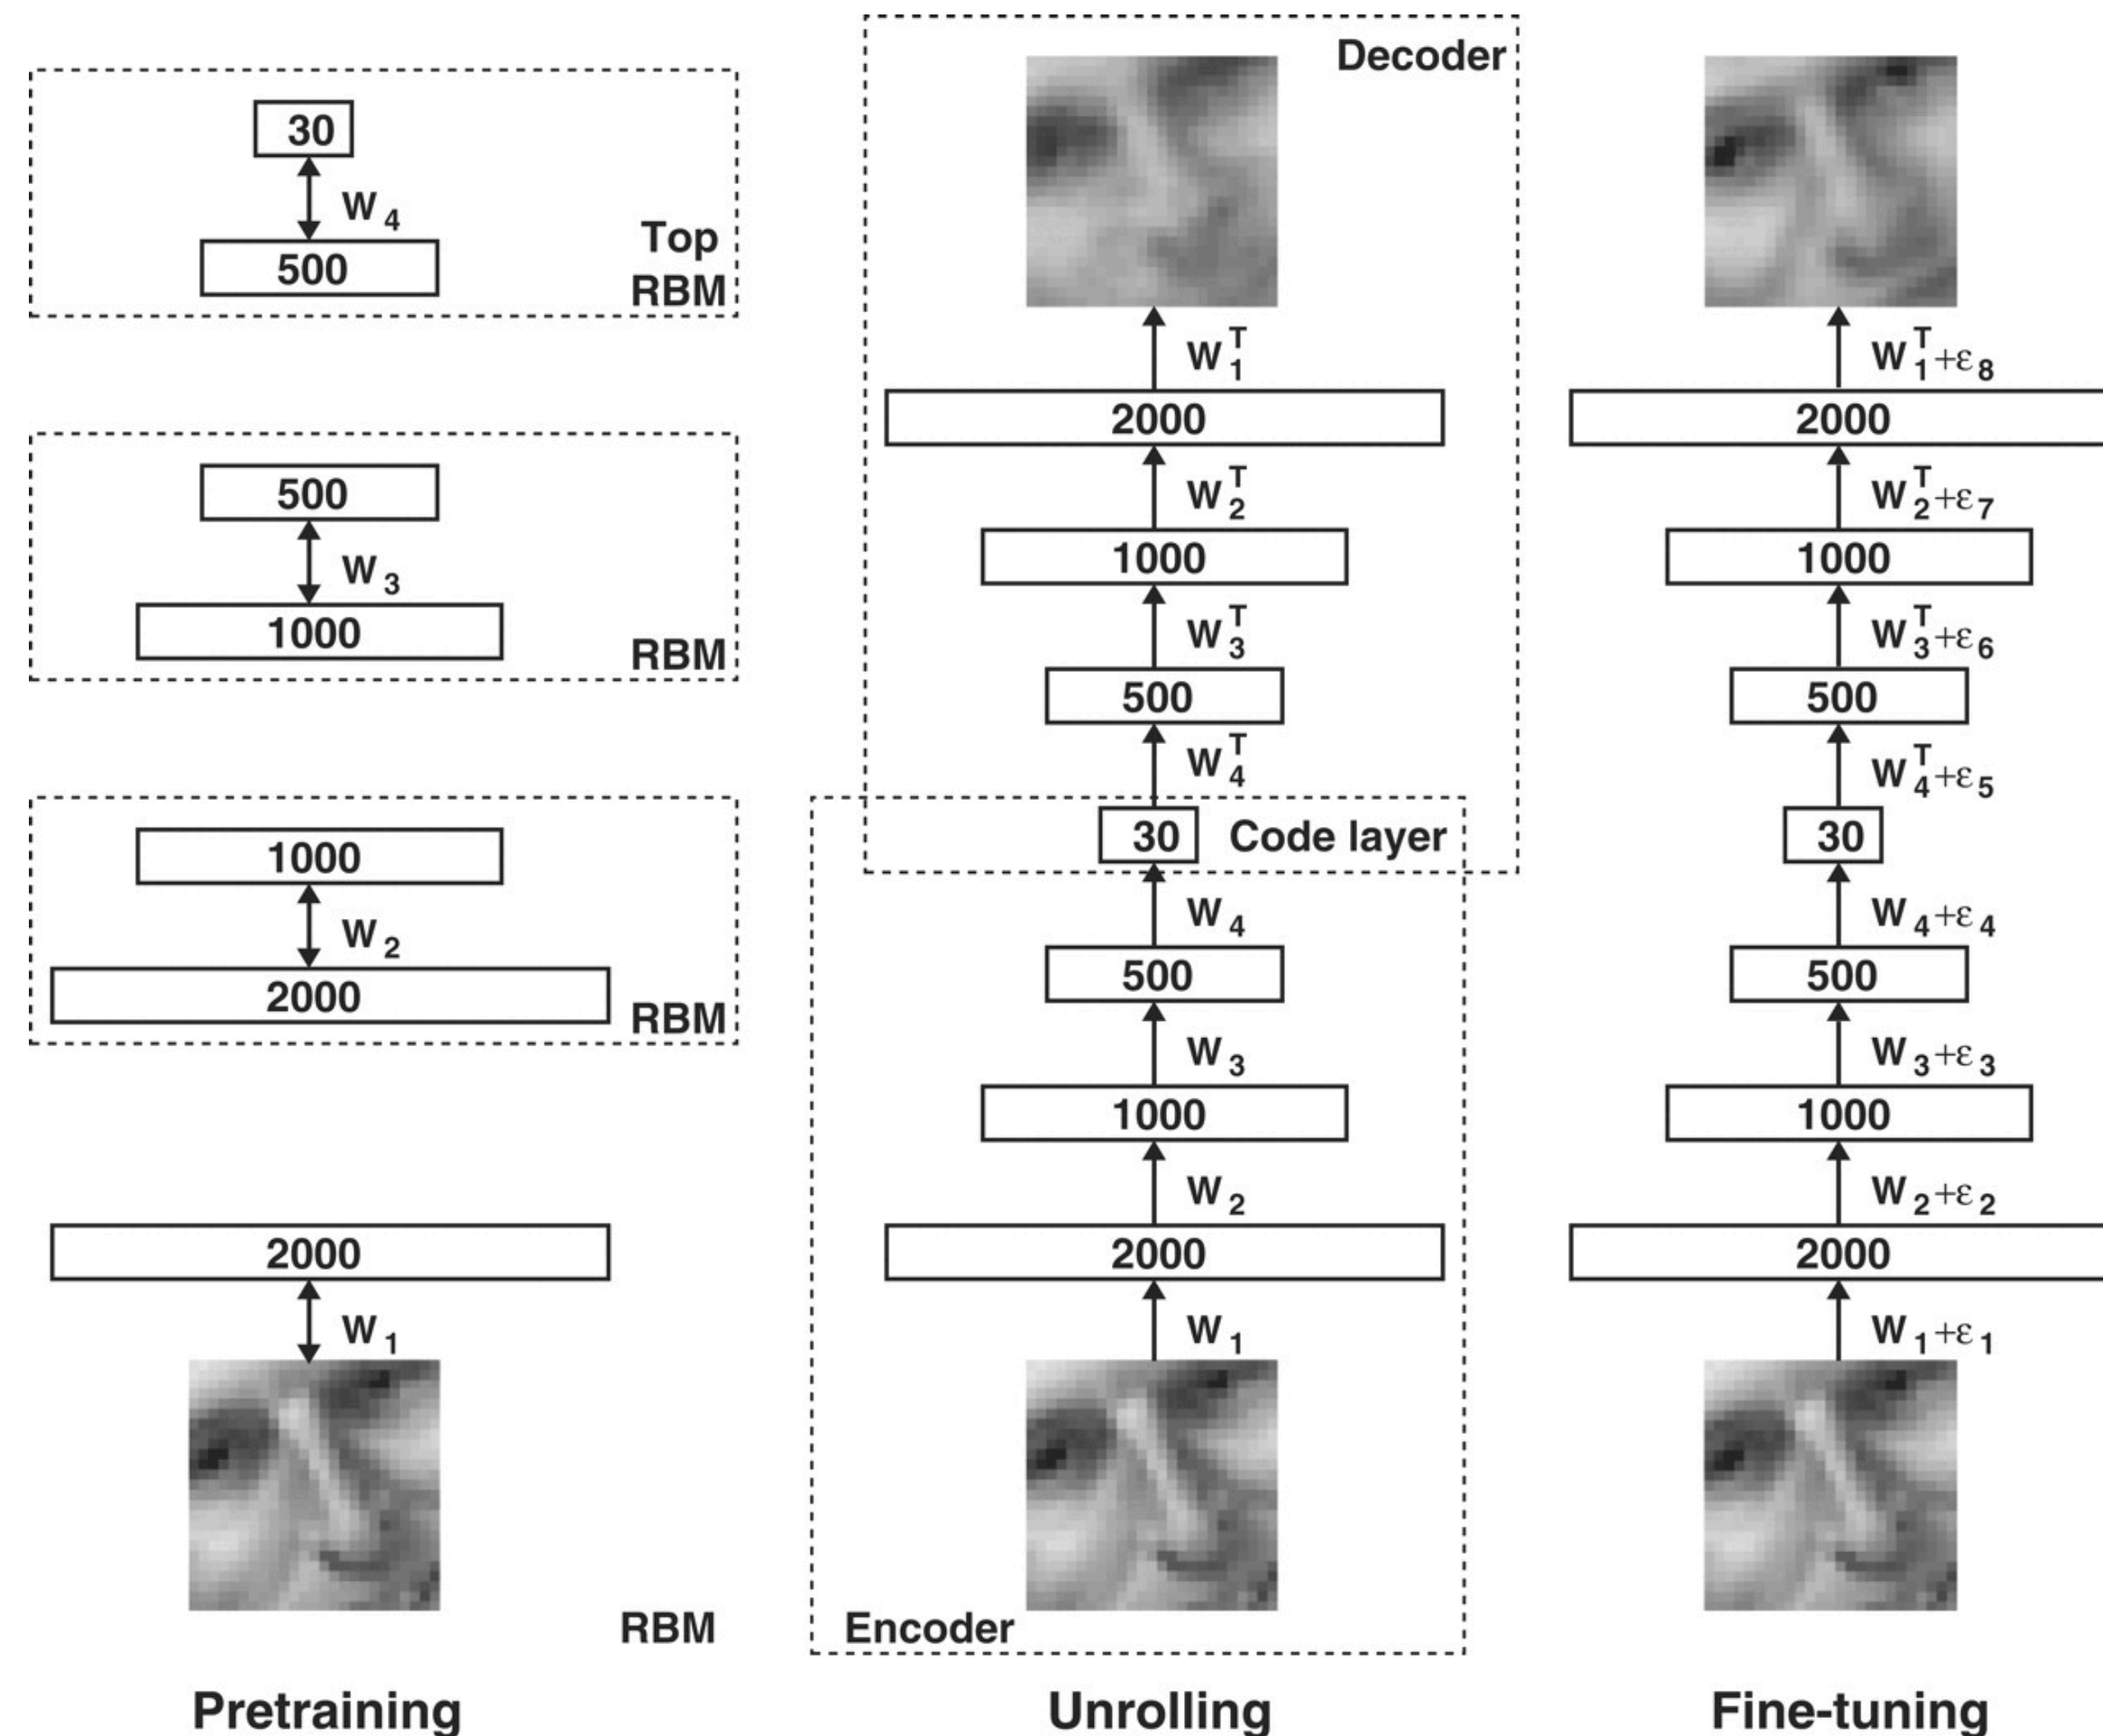 30
W4
Top
500
RBM
500
W3
1000
RBM
1000
W2
2000
RBM
2000
W1
RBM
Pretraining
Decoder
W1T
2000
W2T
1000
W3T
500
W4T
30 Code layer
W4
500
W3
1000
W2
2000
W1
Encoder
Unrolling
W1T+ε8
2000
W2T+ε7
1000
W3T+ε6
500
W4T+ε5
30
W4+ε4
500
W3+ε3
1000
W2+ε2
2000
W1+ε1
Fine-tuning